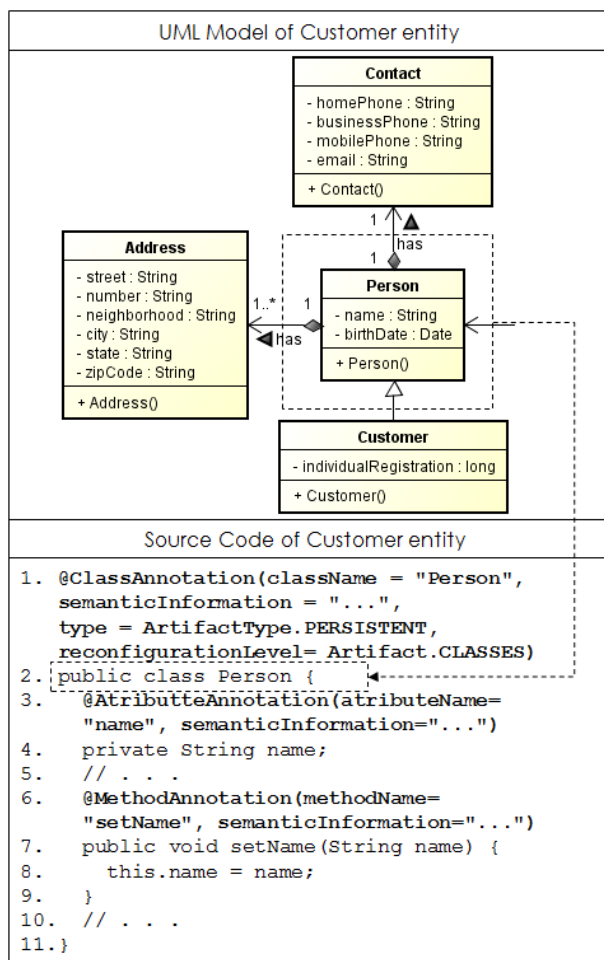 UML Model of Customer entity
Contact
- homePhone : String
- businessPhone : String
- mobilePhone : String
- email : String
+ Contact()
1
1
has
Address
- street : String
- number : String
- neighborhood : String
- city : String
- state : String
- zipCode : String
+ Address()
1..*
1
has
Person
- name : String
- birthDate : Date
+ Person()
Customer
- individualRegistration : long
+ Customer()
Source Code of Customer entity
1. @ClassAnnotation(className = "Person",
semanticInformation = "...",
type = ArtifactType.PERSISTENT,
reconfigurationLevel= Artifact.CLASSES)
2. public class Person {
3. @AtributteAnnotation(atributeName=
"name", semanticInformation="...")
4. private String name;
5. // . . .
6. @MethodAnnotation(methodName=
"setName", semanticInformation="...")
7. public void setName(String name) {
8. this.name = name;
9. }
10. // . . .
11.}